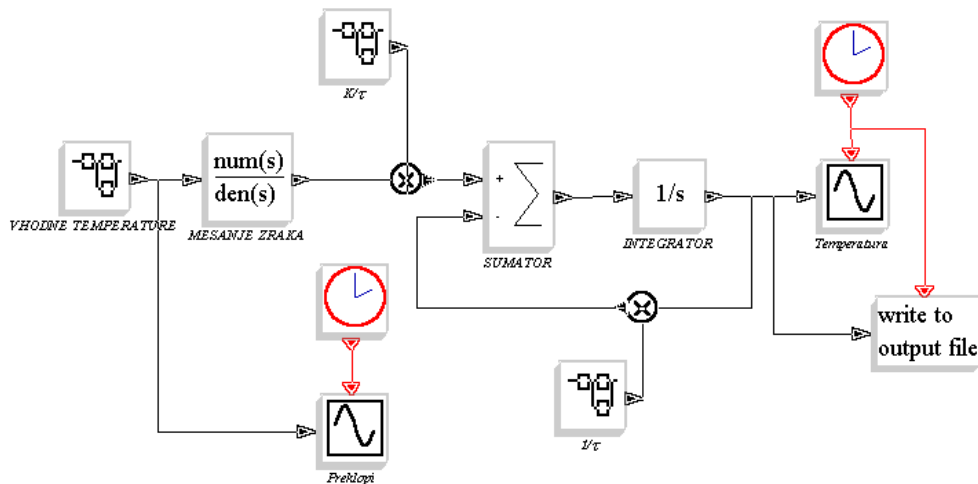 K/τ
num(s)
den(s)
VHODNE TEMPERATURE
MESANJE ZRAKA
+
-
SUMATOR
1/s
INTEGRATOR
Temperatura
write to
output file
1/τ
Preklopi